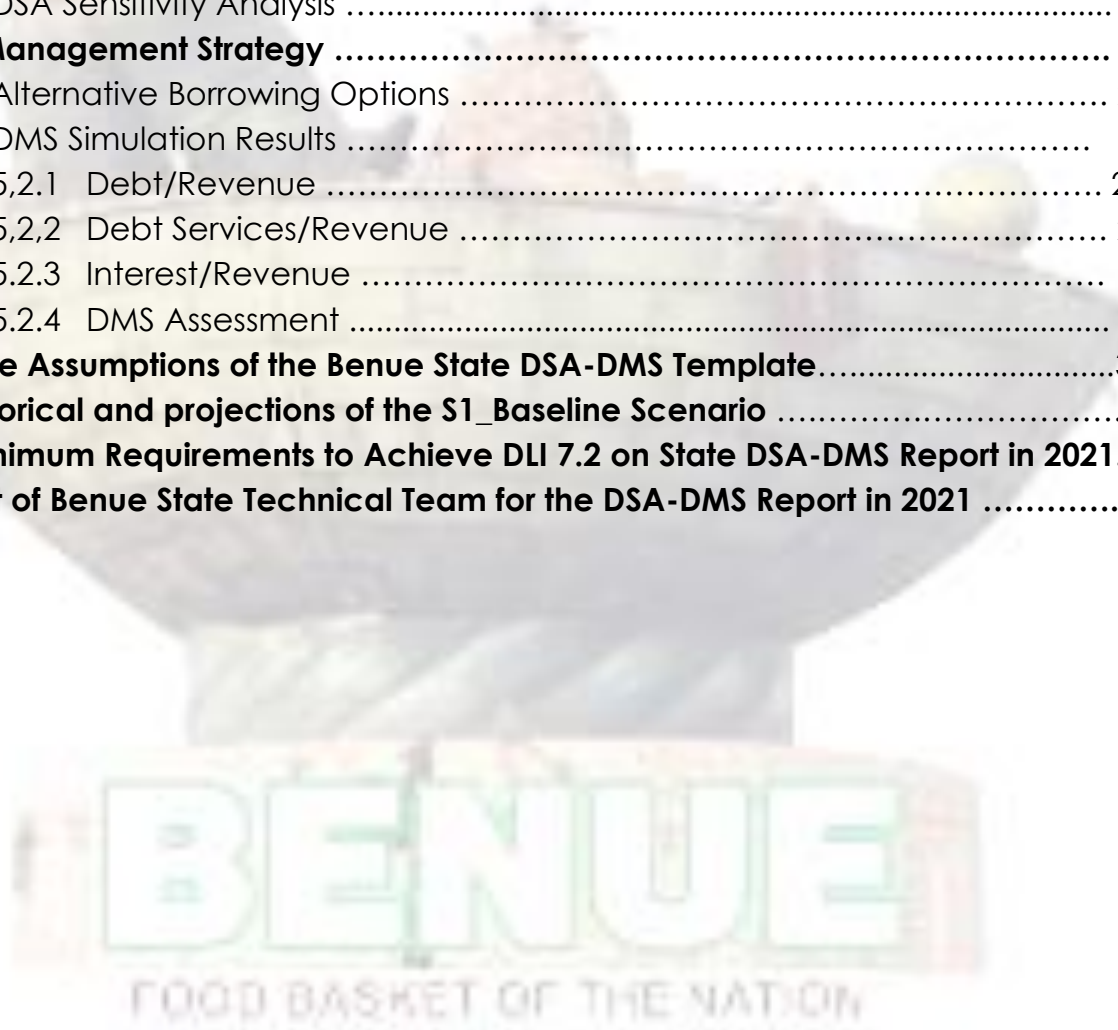 DSA Sensitivity Analysis ….......................................................................................................
Management Strategy ……………………………………………………………………………….
Alternative Borrowing Options …………………………………………………………………….
DMS Simulation Results ……………………………………………………………………………….
5,2.1 Debt/Revenue ....……………………………………………………………………………….. 2
5,2,2 Debt Services/Revenue …………………………………………………………………….
5.2.3 Interest/Revenue ……………………………………………………………………………….
5.2.4 DMS Assessment .....................................................................................................
e Assumptions of the Benue State DSA-DMS Template…...................................3
orical and projections of the S1_Baseline Scenario …………………………………
nimum Requirements to Achieve DLI 7.2 on State DSA-DMS Report in 2021
of Benue State Technical Team for the DSA-DMS Report in 2021 …………..
BENUE
FOOD BASKET OF THE NATION